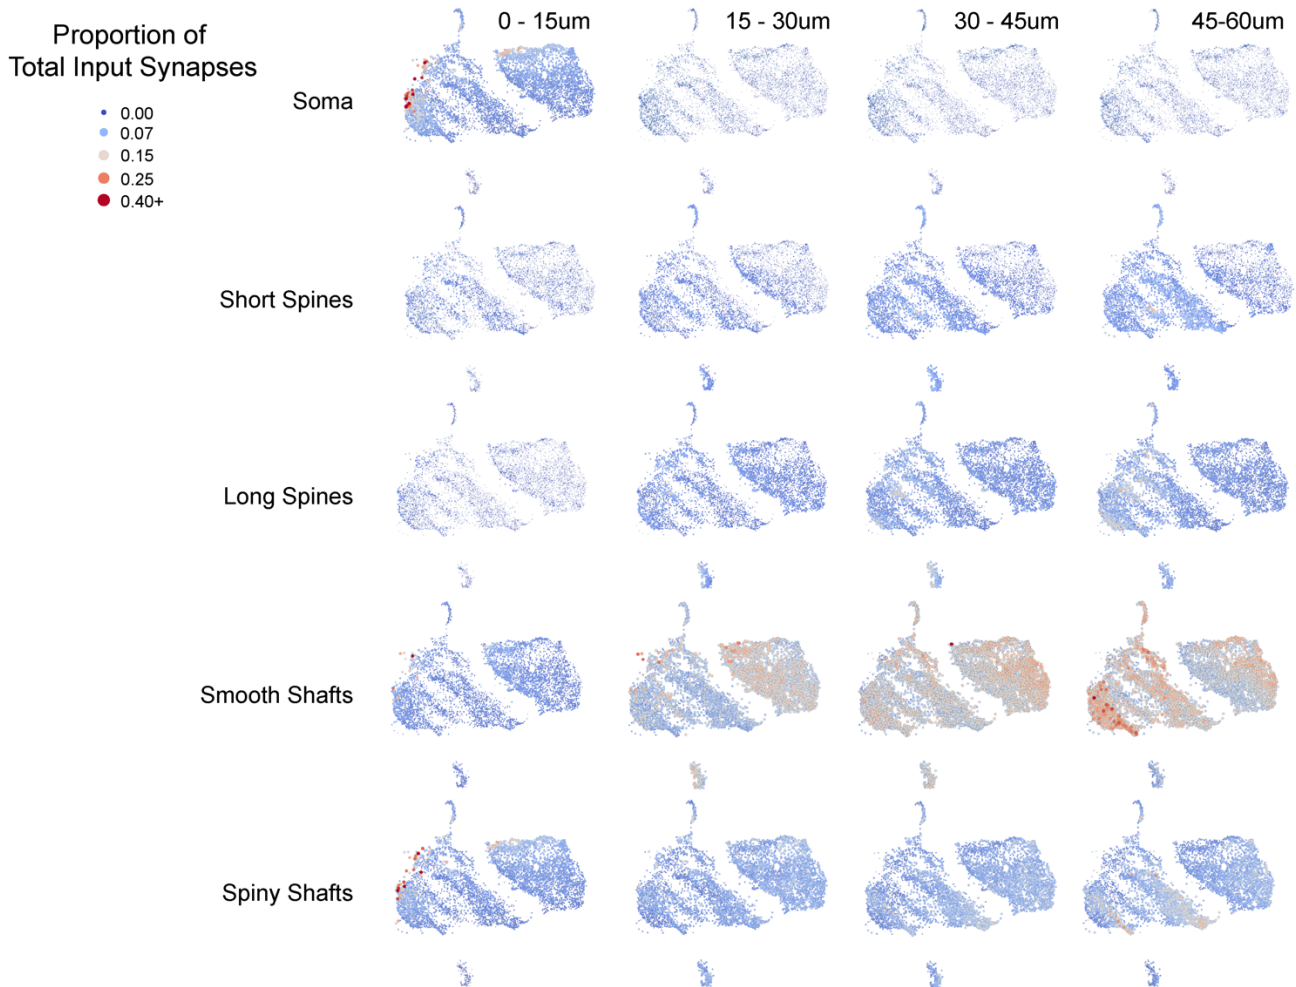 Proportion of
Total Input Synapses
0.00
0.07
0.15
0.25
0.40+
0 - 15um
15 - 30um
30 - 45um
45-60um
Soma
Short Spines
Long Spines
Smooth Shafts
Spiny Shafts